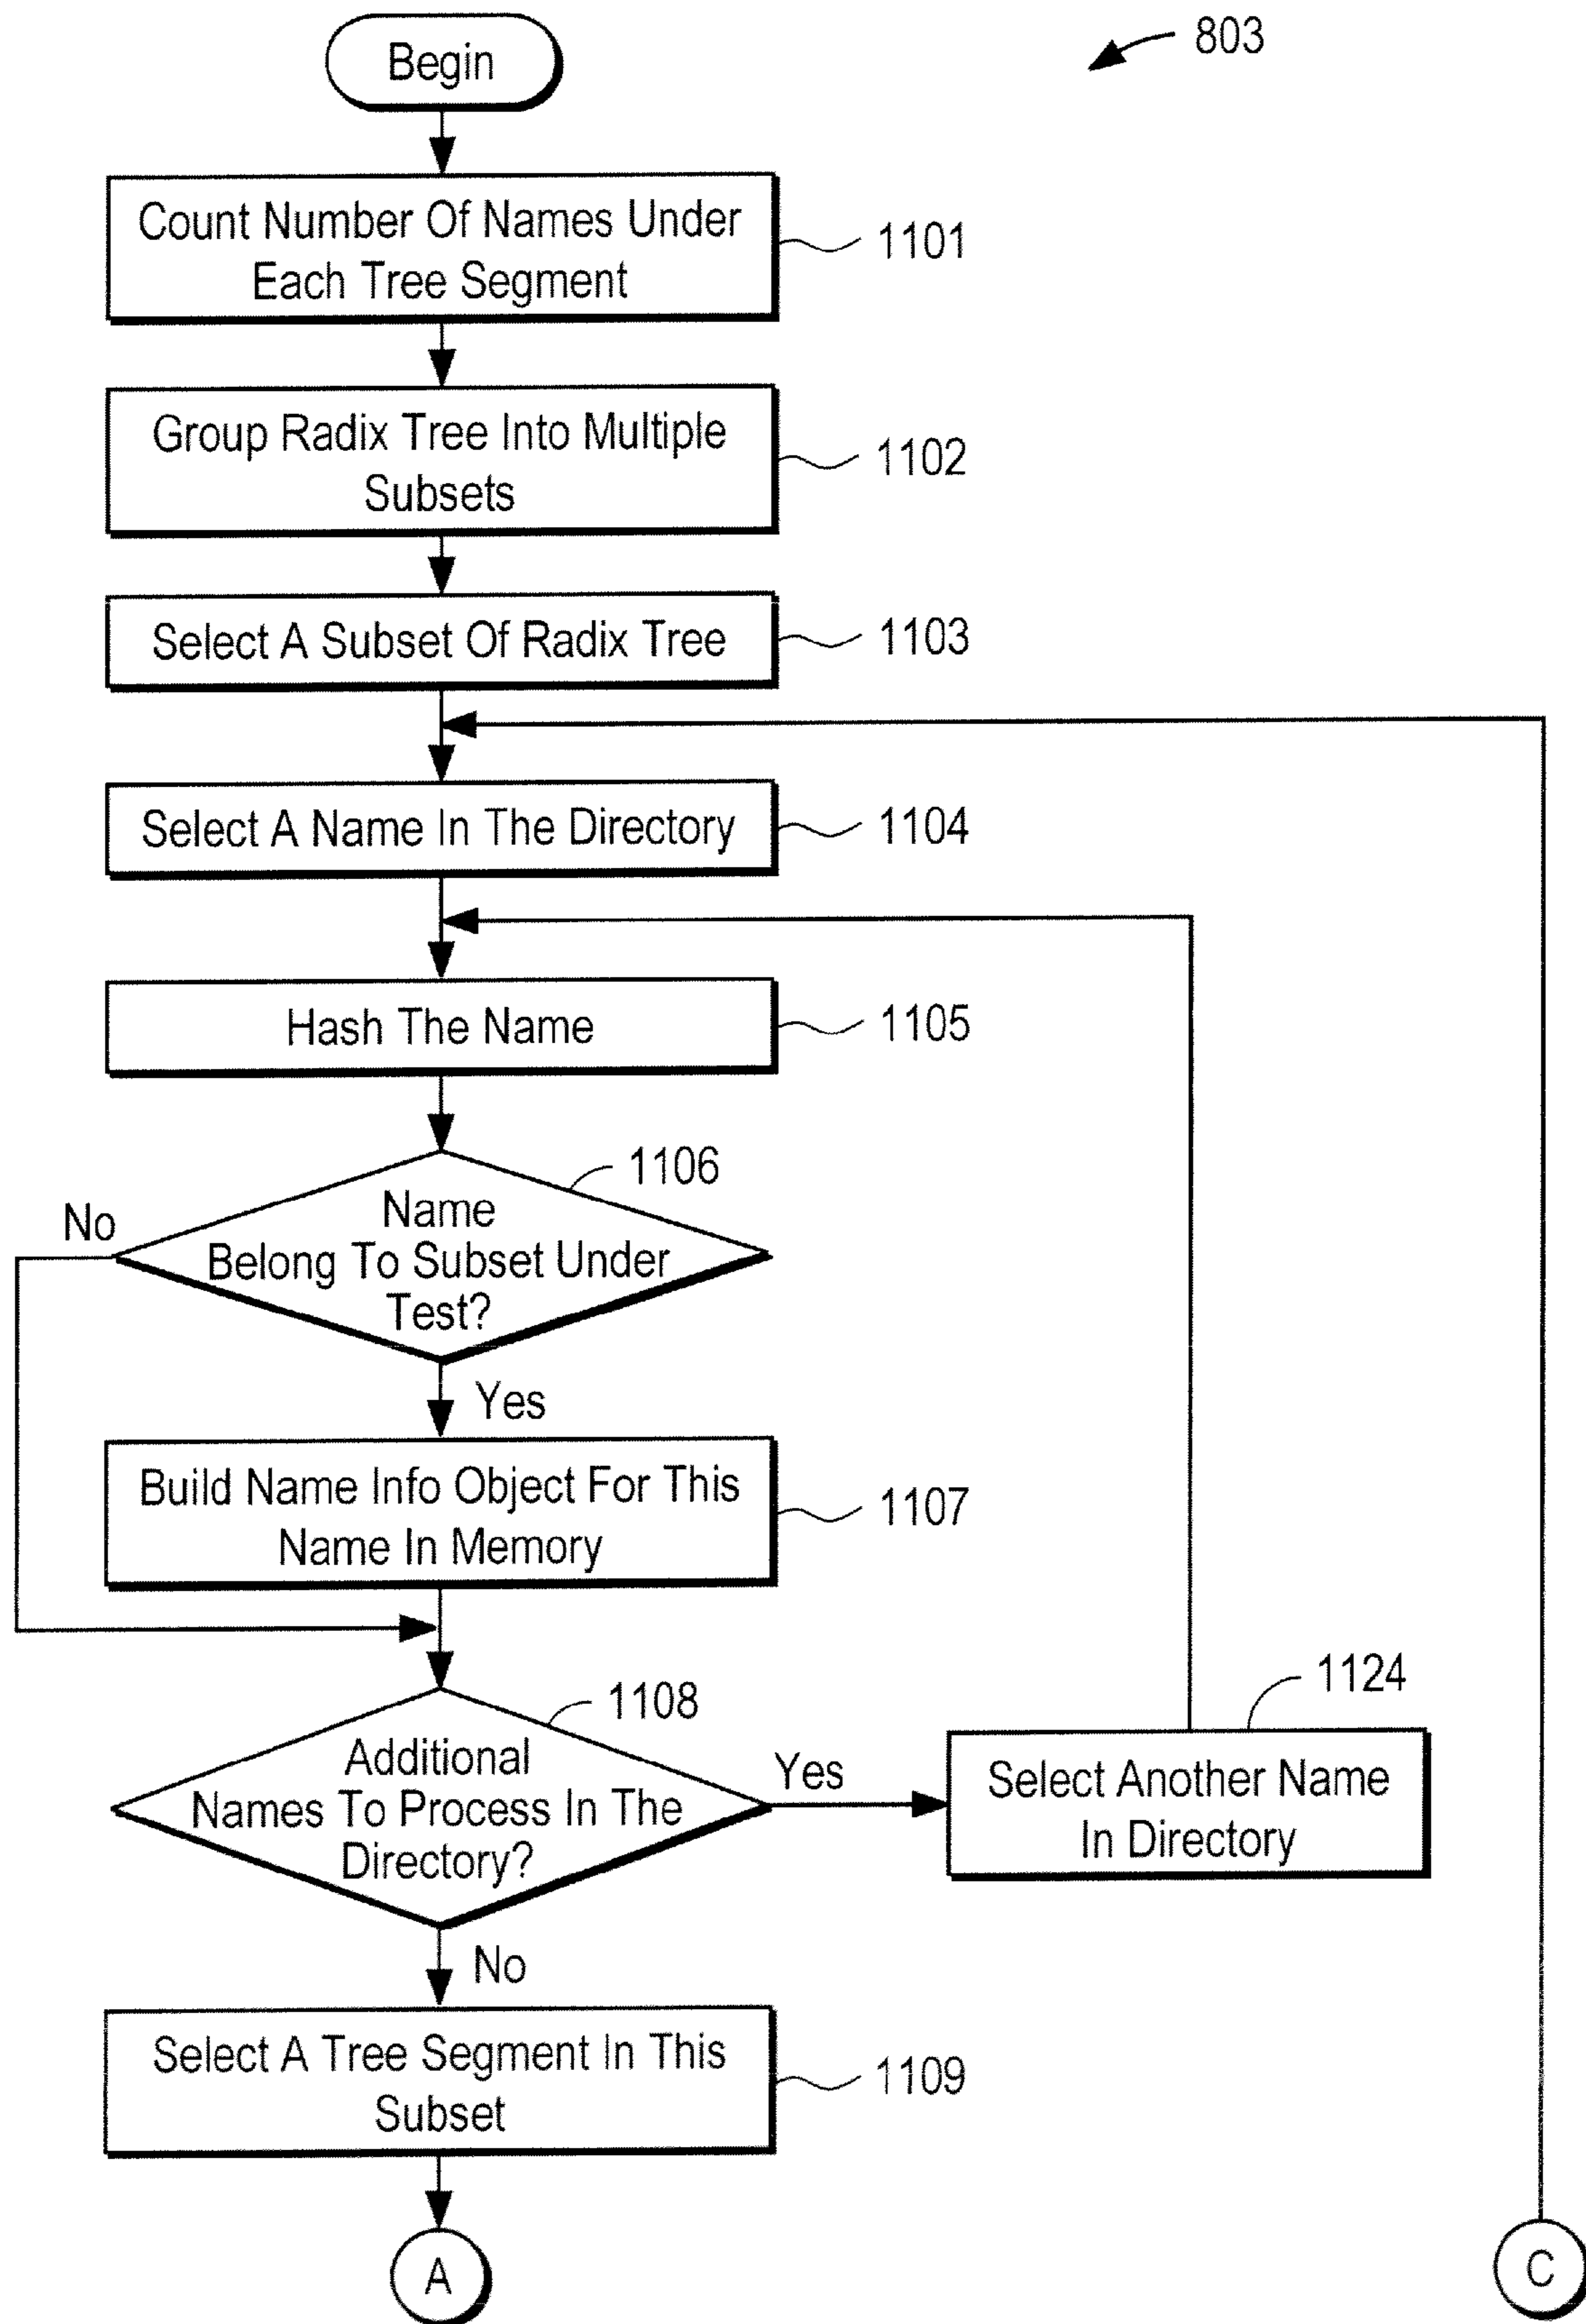 803
Begin
Count Number Of Names Under
Each Tree Segment
1101
Group Radix Tree Into Multiple
Subsets
1102
Select A Subset Of Radix Tree
1103
Select A Name In The Directory
1104
Hash The Name
1105
1106
No
Name
Belong To Subset Under
Test?
Yes
Build Name Info Object For This
Name In Memory
1107
1108
Additional
Names To Process In The
Directory?
Yes
1124
Select Another Name
In Directory
No
Select A Tree Segment In This
Subset
1109
A
C